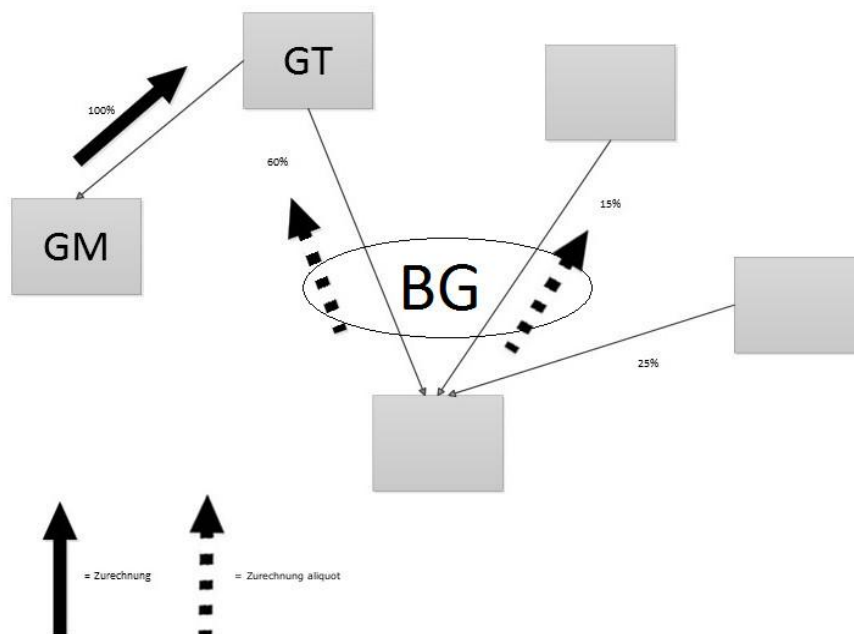 GT
100%
60%
15%
GM
BG
25%
= Zurechnung
= Zurechnung aliquot